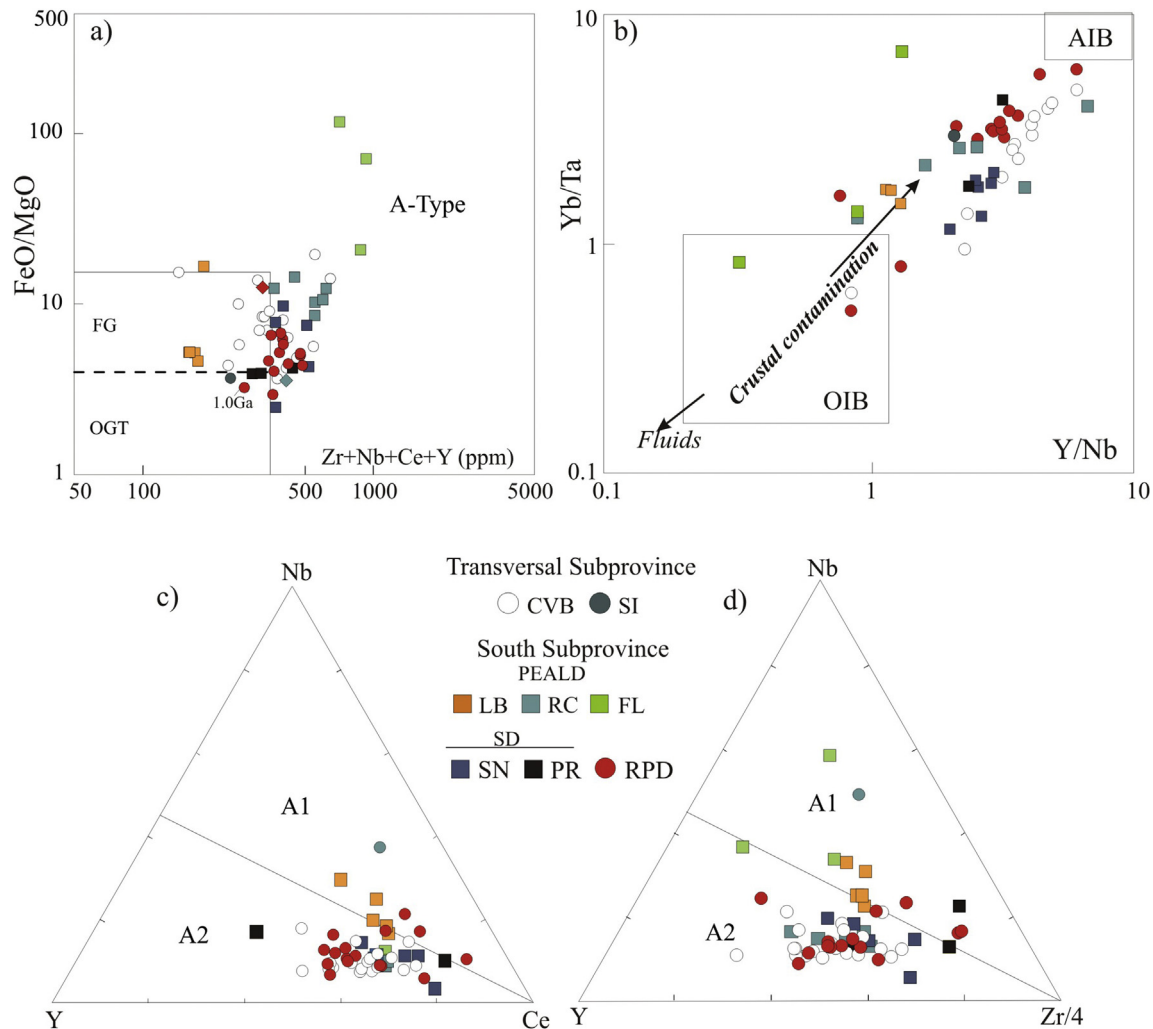 a)
500
100
10
1
FeO/MgO
A-Type
FG
OGT
1.0Ga
Zr+Nb+Ce+Y (ppm)
50
100
500
1000
5000
b)
10
1
0.1
Yb/Ta
AIB
Crustal contamination
OIB
Fluids
Y/Nb
0.1
1
10
c)
Nb
A1
A2
Y
Ce
Transversal Subprovince
CVB
SI
South Subprovince
PEALD
LB
RC
FL
SD
SN
PR
RPD
d)
Nb
A1
A2
Y
Zr/4